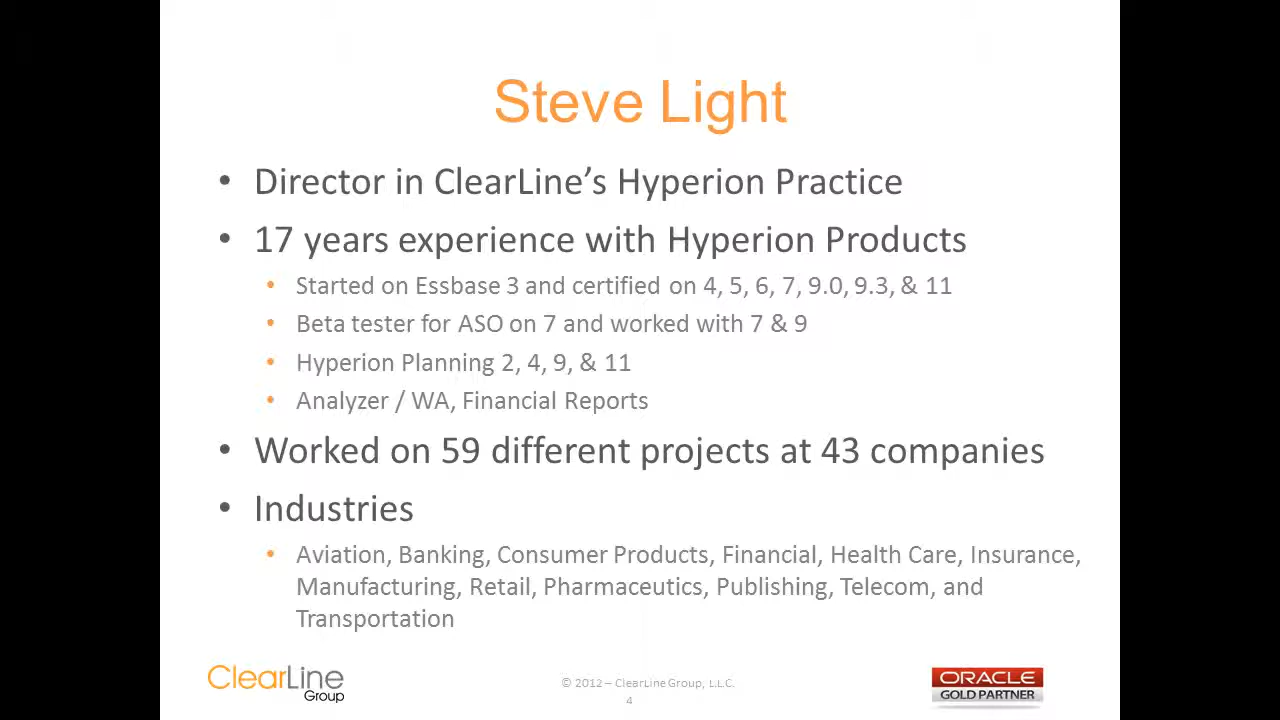 Steve Light
• Director in ClearLine’s Hyperion Practice
• 17 years experience with Hyperion Products
• Started on Essbase 3 and certified on 4, 5, 6, 7, 9.0, 9.3, & 11
• Beta tester for ASO on 7 and worked with 7 & 9
• Hyperion Planning 2, 4, 9, & 11
• Analyzer / WA, Financial Reports
• Worked on 59 different projects at 43 companies
• Industries
• Aviation, Banking, Consumer Products, Financial, Health Care, Insurance,
Manufacturing, Retail, Pharmaceutics, Publishing, Telecom, and
Transportation
ClearLine
Group
© 2012 – ClearLine Group, L.L.C.
4
ORACLE
GOLD PARTNER